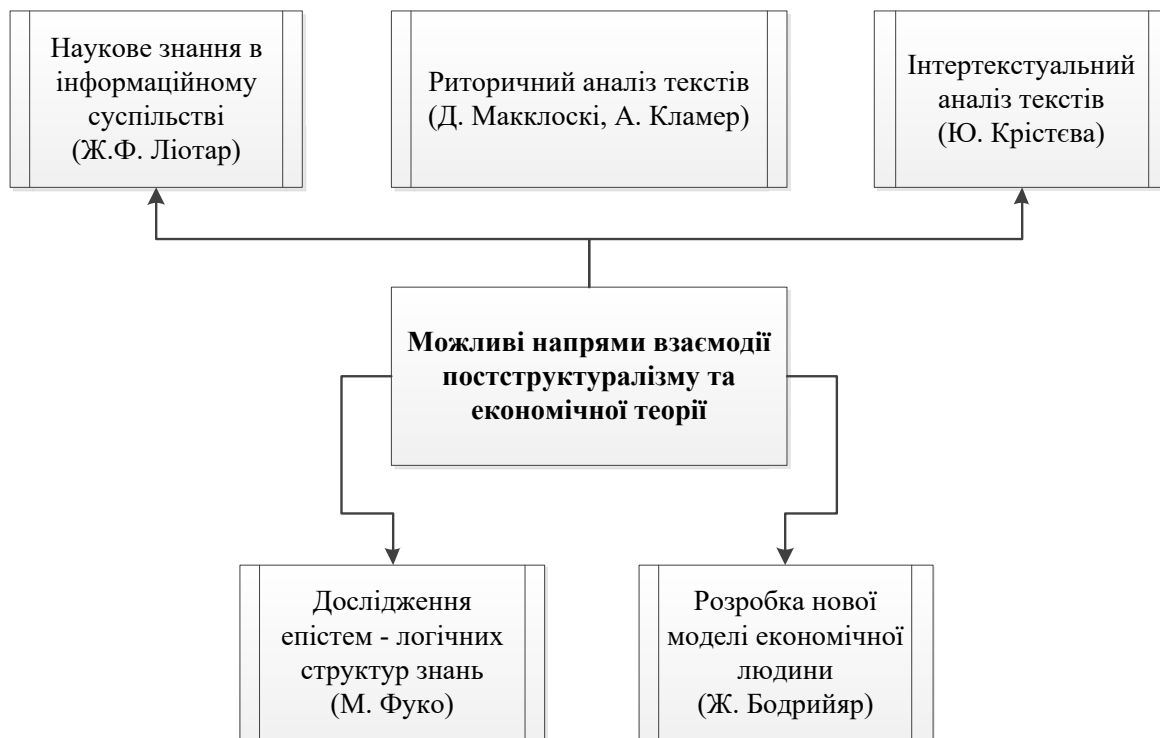 Наукове знання в
інформаційному
суспільстві
(Ж.Ф. Ліотар)
Риторичний аналіз текстів
(Д. Макклоскі, А. Кламер)
Інтертекстуальний
аналіз текстів
(Ю. Крістєва)
Можливі напрями взаємодії
постструктуралізму та
економічної теорії
Дослідження
епістем - логічних
структур знань
(М. Фуко)
Розробка нової
моделі економічної
людини
(Ж. Бодрийяр)